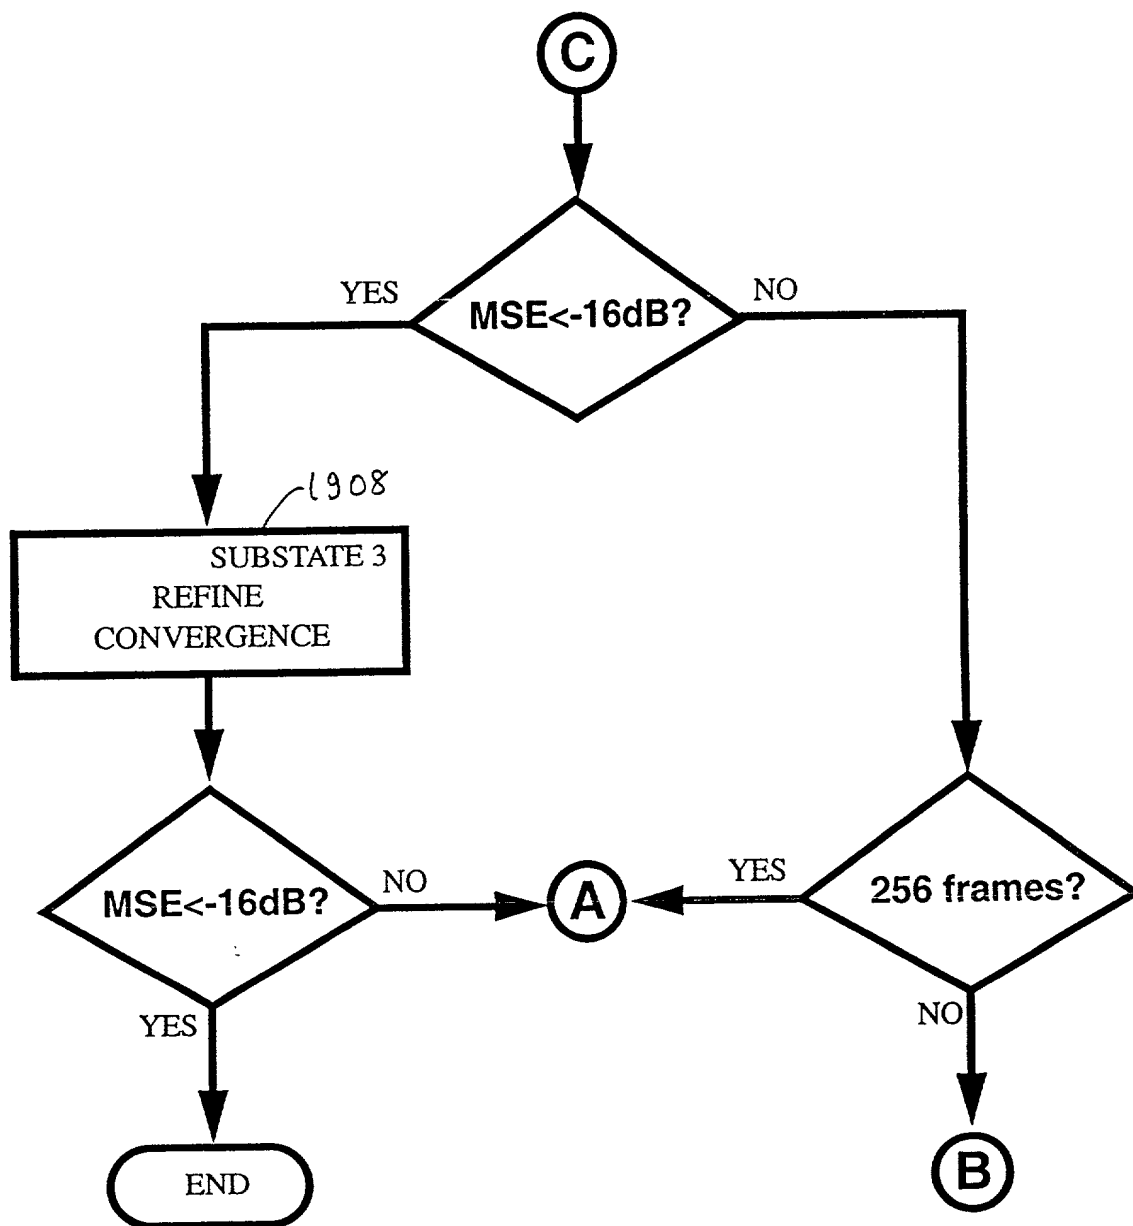 C
MSE<-16dB?
YES
NO
1908
SUBSTATE 3
REFINE
CONVERGENCE
MSE<-16dB?
NO
A
YES
256 frames?
YES
NO
END
B